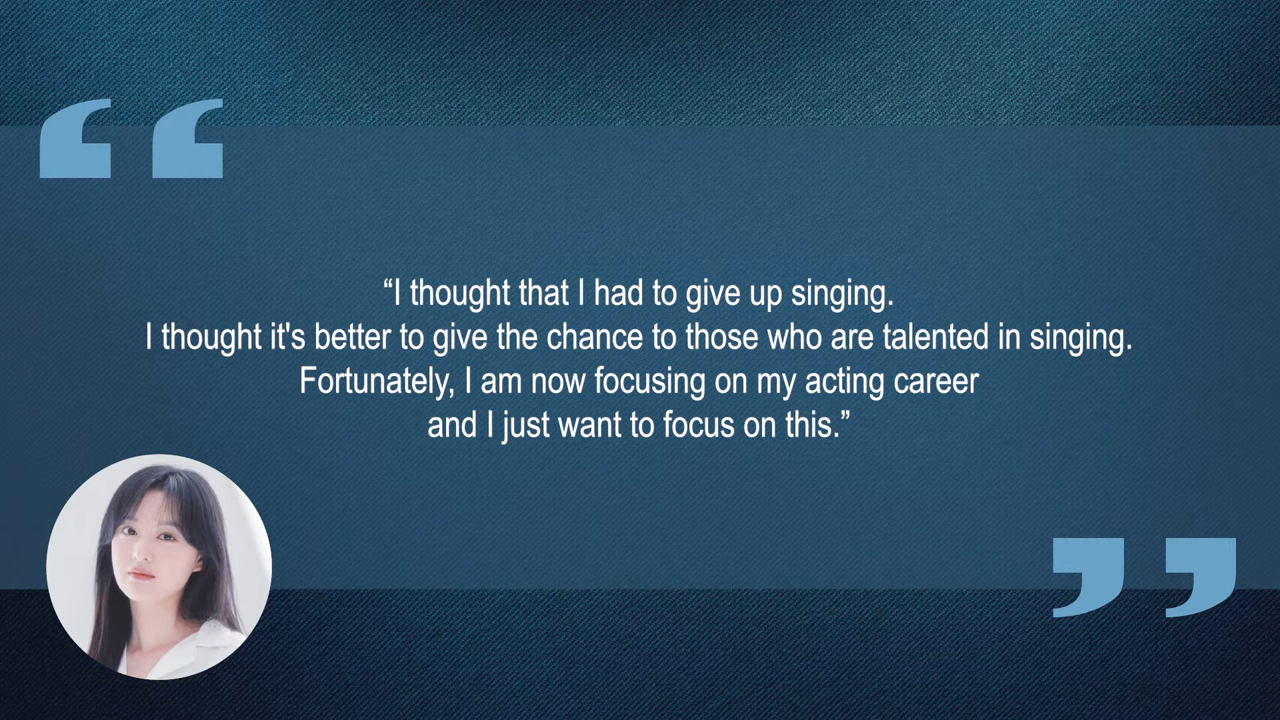 “I thought that I had to give up singing.
I thought it's better to give the chance to those who are talented in singing.
Fortunately, I am now focusing on my acting career
and I just want to focus on this.”